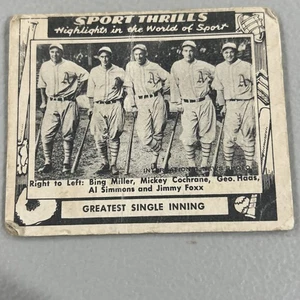 SPORT THRILLS
Highlights in the World of Sport
A A A A A
INTERNATIONAL
Right to Left: Bing Miller, Mickey Cochrane, Geo. Haas,
Al Simmons and Jimmy Foxx
GREATEST SINGLE INNING